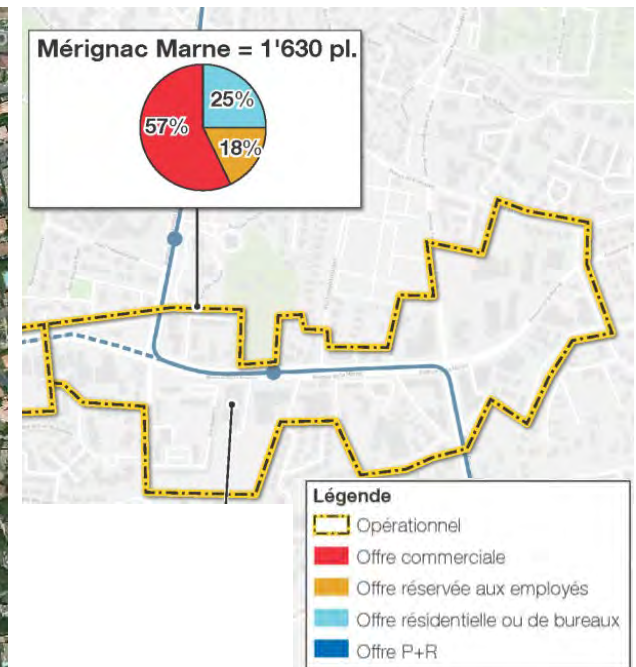 Mérignac Marne = 1'630 pl.
25%
57%
18%
Légende
Opérationnel
Offre commerciale
Offre réservée aux employés
Offre résidentielle ou de bureaux
Offre P+R